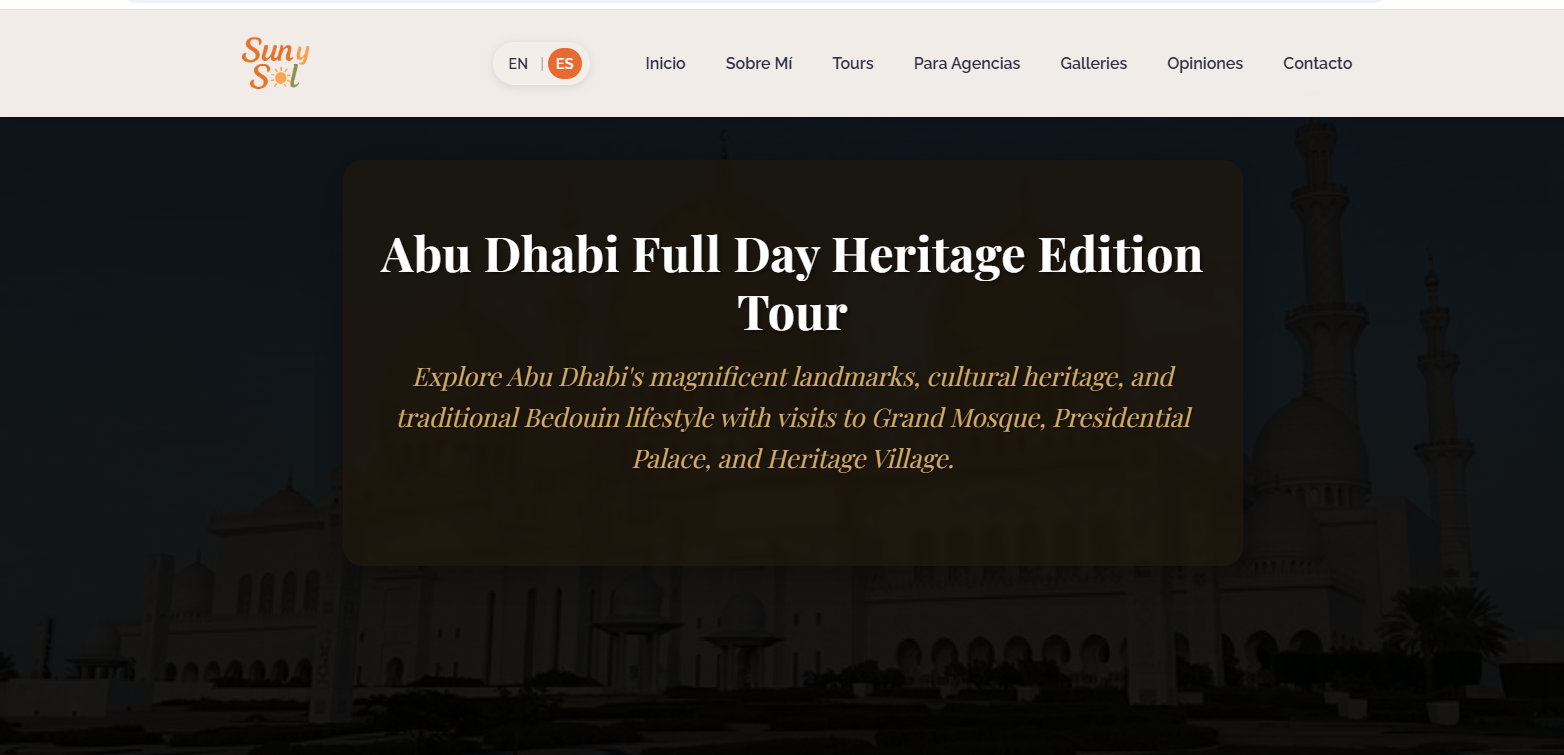 Sun y
Sol
EN | ES
Inicio
Sobre Mí
Tours
Para Agencias
Galleries
Opiniones
Contacto
Abu Dhabi Full Day Heritage Edition
Tour
Explore Abu Dhabi's magnificent landmarks, cultural heritage, and
traditional Bedouin lifestyle with visits to Grand Mosque, Presidential
Palace, and Heritage Village.